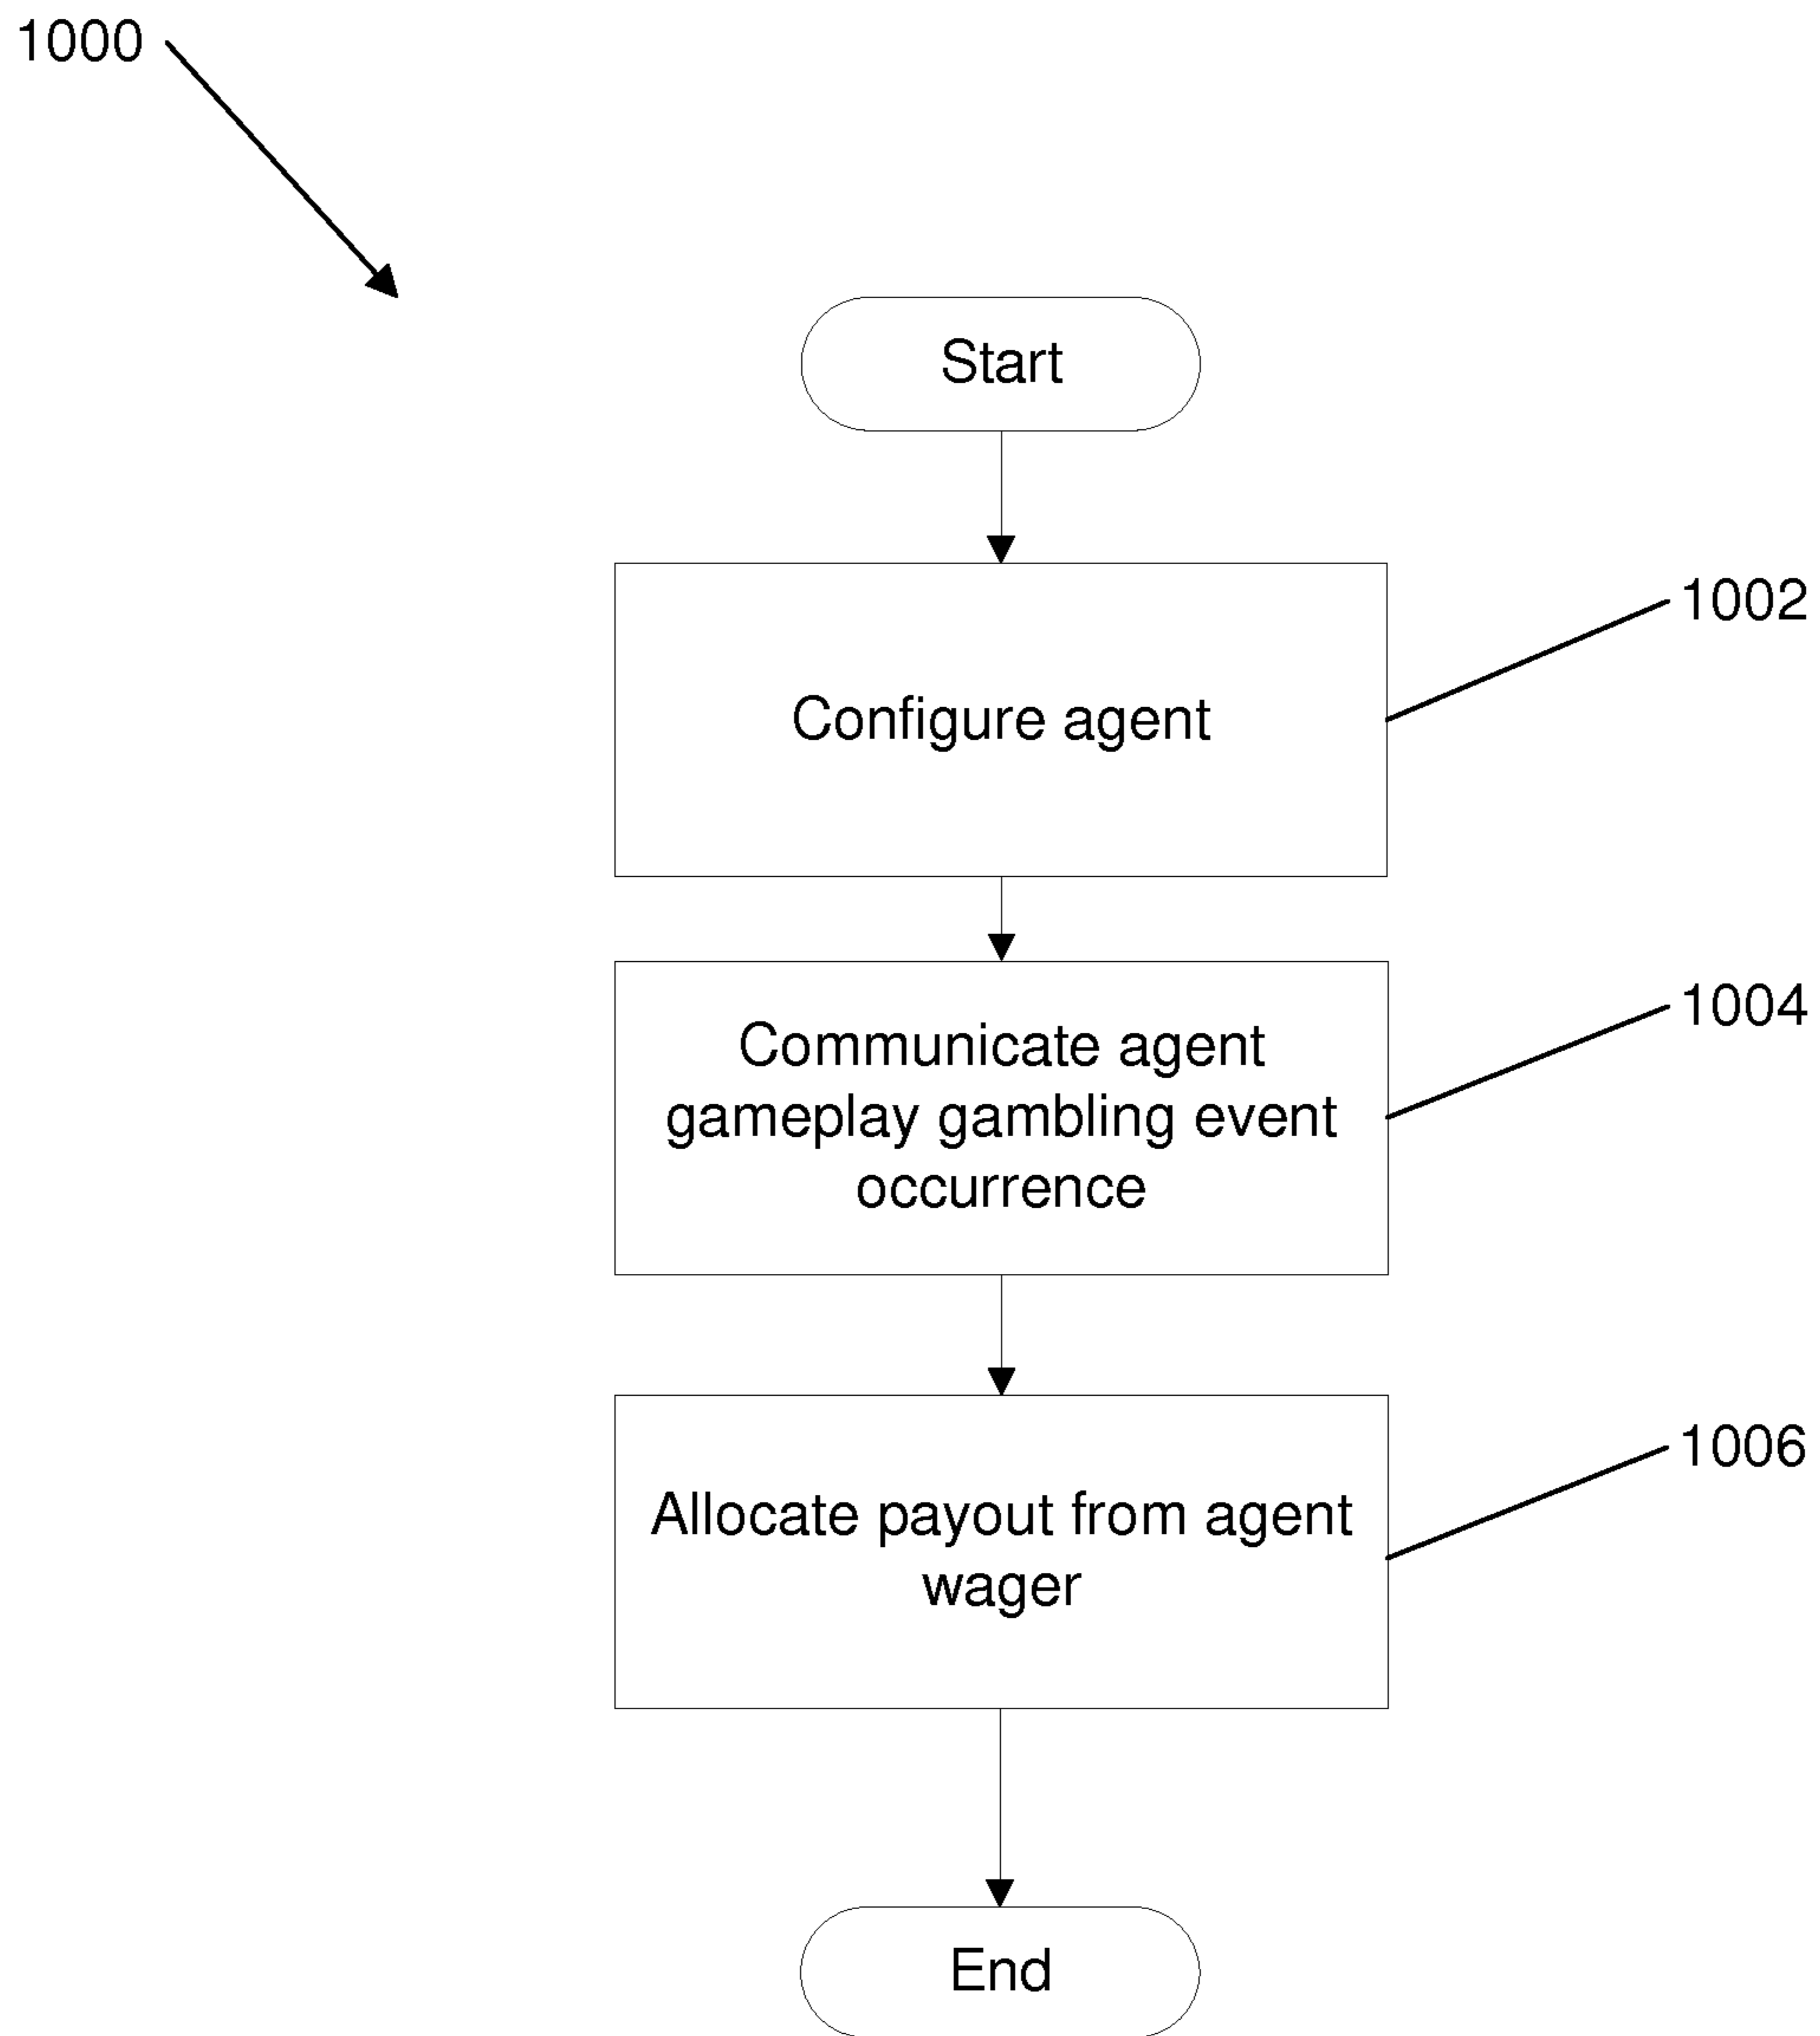 1000
Start
1002
Configure agent
1004
Communicate agent
gameplay gambling event
occurrence
1006
Allocate payout from agent
wager
End